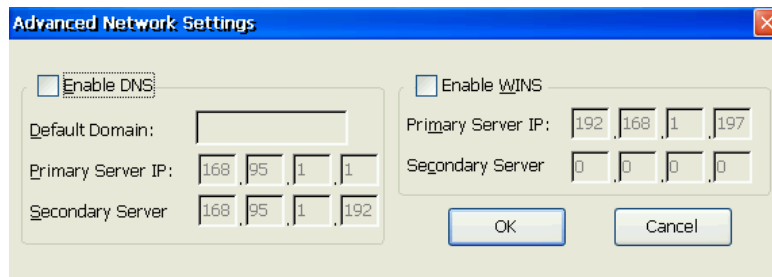 Advanced Network Settings
Enable DNS
Default Domain:
Primary Server IP: 168 . 95 . 1 . 1
Secondary Server 168 . 95 . 1 . 192
Enable WINS
Primary Server IP: 192 . 168 . 1 . 197
Secondary Server 0 . 0 . 0 . 0
OK Cancel